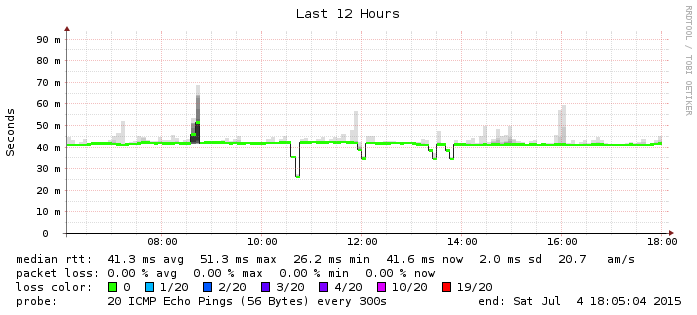 Last 12 Hours
RRDTOOL / TOBI OETIKER
Seconds
90 m
80 m
70 m
60 m
50 m
40 m
30 m
20 m
10 m
0
08:00 10:00 12:00 14:00 16:00 18:00
median rtt: 41.3 ms avg 51.3 ms max 26.2 ms min 41.6 ms now 2.0 ms sd 20.7 am/s
packet loss: 0.00 % avg 0.00 % max 0.00 % min 0.00 % now
loss color: 0 1/20 2/20 3/20 4/20 10/20 19/20
probe: 20 ICMP Echo Pings (56 Bytes) every 300s end: Sat Jul 4 18:05:04 2015